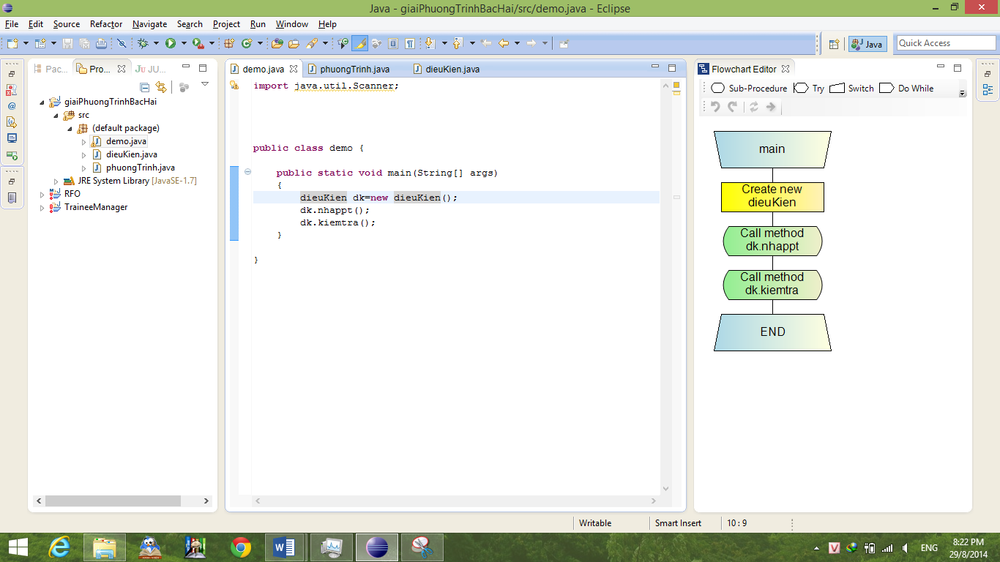 Java - giaiPhuongTrinhBacHai/src/demo.java - Eclipse
File Edit Source Refactor Navigate Search Project Run Window Help
Java
Quick Access
Pac...
Pro...
JU...
giaiPhuongTrinhBacHai
src
(default package)
demo.java
dieuKien.java
phuongTrinh.java
JRE System Library [JavaSE-1.7]
RFO
TraineeManager
demo.java
phuongTrinh.java
dieuKien.java
import java.util.Scanner;
public class demo {
public static void main(String[] args)
{
dieuKien dk=new dieuKien();
dk.nhappt();
dk.kiemtra();
}
}
Flowchart Editor
Sub-Procedure Try Switch Do While
main
Create new
dieuKien
Call method
dk.nhappt
Call method
dk.kiemtra
END
Writable
Smart Insert
10 : 9
ENG
8:22 PM
29/8/2014